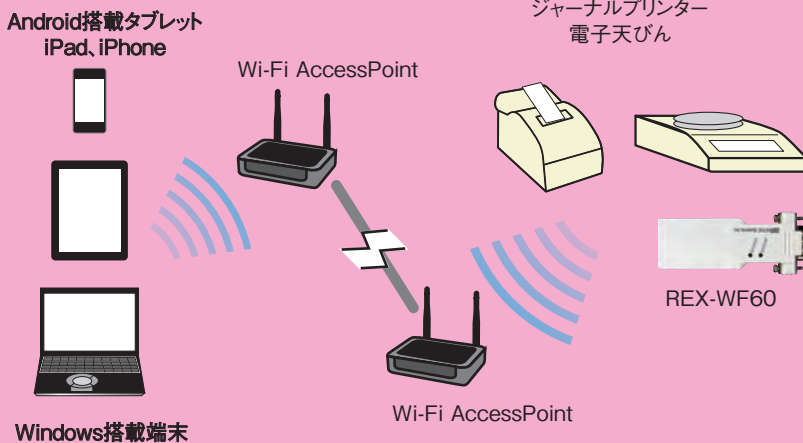 Android搭載タブレット
iPad、iPhone
Wi-Fi AccessPoint
ジャーナルプリンター
電子天びん
REX-WF60
Wi-Fi AccessPoint
Windows搭載端末